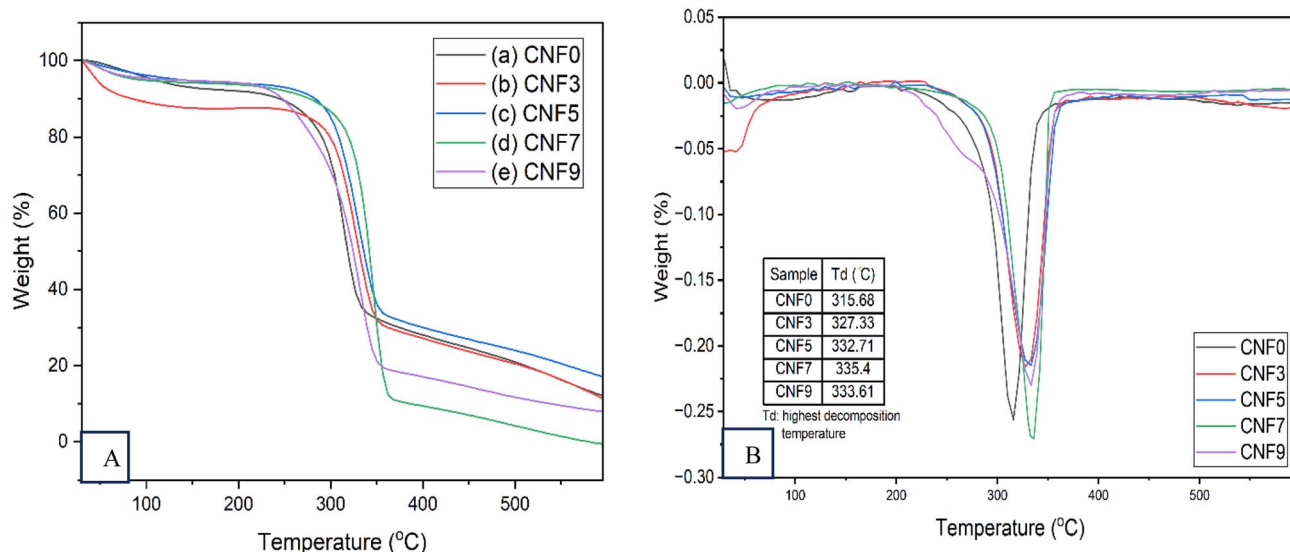 100
80
60
40
20
0
Weight (%)
(a) CNF0
(b) CNF3
(c) CNF5
(d) CNF7
(e) CNF9
A
100 200 300 400 500
Temperature (°C)
0.05
0.00
−0.05
−0.10
−0.15
−0.20
−0.25
−0.30
Weight (%)
Sample Td (°C)
CNF0 315.68
CNF3 327.33
CNF5 332.71
CNF7 335.4
CNF9 333.61
Td: highest decomposition
temperature
CNF0
CNF3
CNF5
CNF7
CNF9
B
100 200 300 400 500
Temperature (°C)